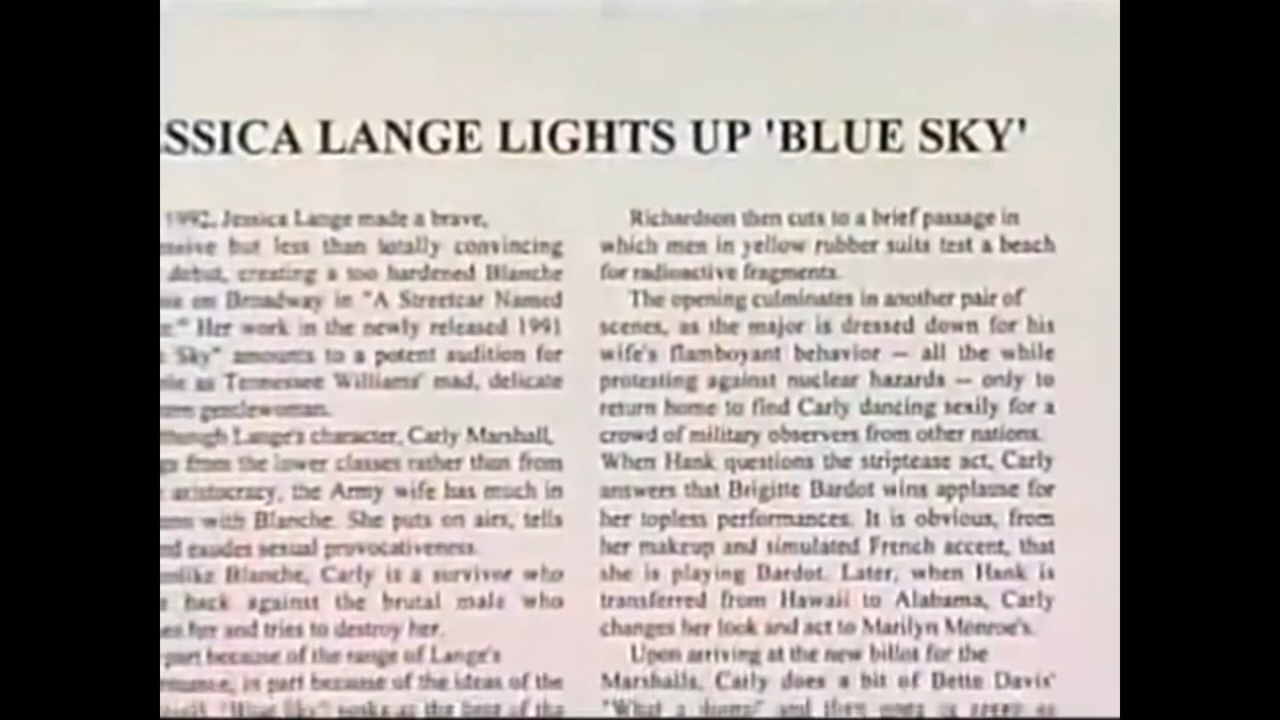 SSICA LANGE LIGHTS UP 'BLUE SKY'
1992, Jessica Lange made a brave,
but less than totally convincing
debut, creating a too hardened Blanche
on Broadway in "A Streetcar Named
Her work in the newly released 1991
Sky" amounts to a potent audition for
as Tennessee Williams' mad, delicate
gentlewoman.
Lange's character, Carly Marshall,
from the lower classes rather than from
aristocracy, the Army wife has much in
with Blanche. She puts on airs, tells
exudes sexual provocativeness.
Blanche, Carly is a survivor who
back against the brutal male who
her and tries to destroy her.
part because of the range of Lange's
in part because of the ideas of the
Richardson then cuts to a brief passage in
which men in yellow rubber suits test a beach
for radioactive fragments.
The opening culminates in another pair of
scenes, as the major is dressed down for his
wife's flamboyant behavior — all the while
protesting against nuclear hazards — only to
return home to find Carly dancing sexily for a
crowd of military observers from other nations.
When Hank questions the striptease act, Carly
answers that Brigitte Bardot wins applause for
her topless performances. It is obvious, from
her makeup and simulated French accent, that
she is playing Bardot. Later, when Hank is
transferred from Hawaii to Alabama, Carly
changes her look and act to Marilyn Monroe's.
Upon arriving at the new billet for the
Marshalls, Carly does a bit of Bette Davis'
"What a dump" and then